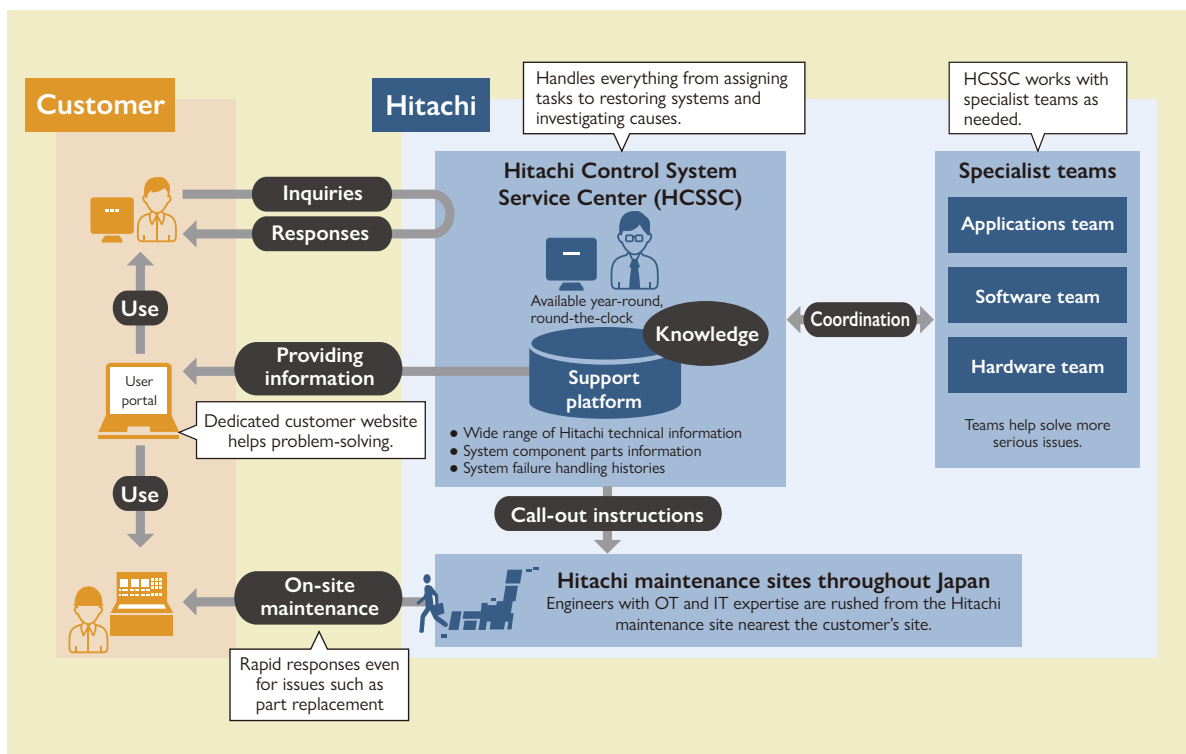 Customer
Hitachi
Handles everything from assigning
tasks to restoring systems and
investigating causes.
HCSSC works with
specialist teams as
needed.
Hitachi Control System
Service Center (HCSSC)
Specialist teams
Inquiries
Responses
Applications team
Software team
Hardware team
Teams help solve more
serious issues.
Available year-round,
round-the-clock
Knowledge
Coordination
Use
Providing
information
Support
platform
User
portal
Dedicated customer website
helps problem-solving.
● Wide range of Hitachi technical information
● System component parts information
● System failure handling histories
Use
Call-out instructions
On-site
maintenance
Hitachi maintenance sites throughout Japan
Engineers with OT and IT expertise are rushed from the Hitachi
maintenance site nearest the customer's site.
Rapid responses even
for issues such as
part replacement